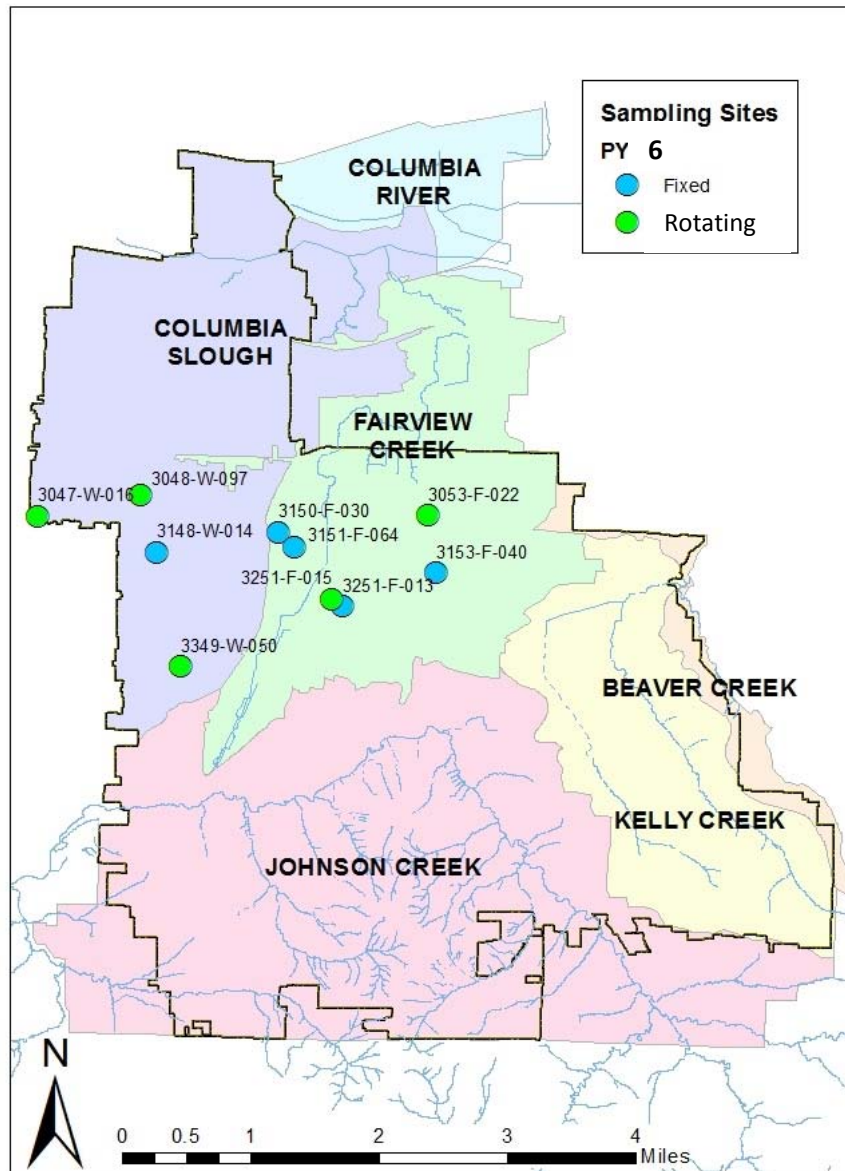 Sampling Sites
PY 6
Fixed
Rotating
COLUMBIA
RIVER
COLUMBIA
SLOUGH
FAIRVIEW
CREEK
3047-W-016
3048-W-097
3148-W-014
3150-F-030
3151-F-064
3053-F-022
3153-F-040
3251-F-015
3251-F-013
3349-W-050
BEAVER CREEK
KELLY CREEK
JOHNSON CREEK
N
0 0.5 1 2 3 4
Miles